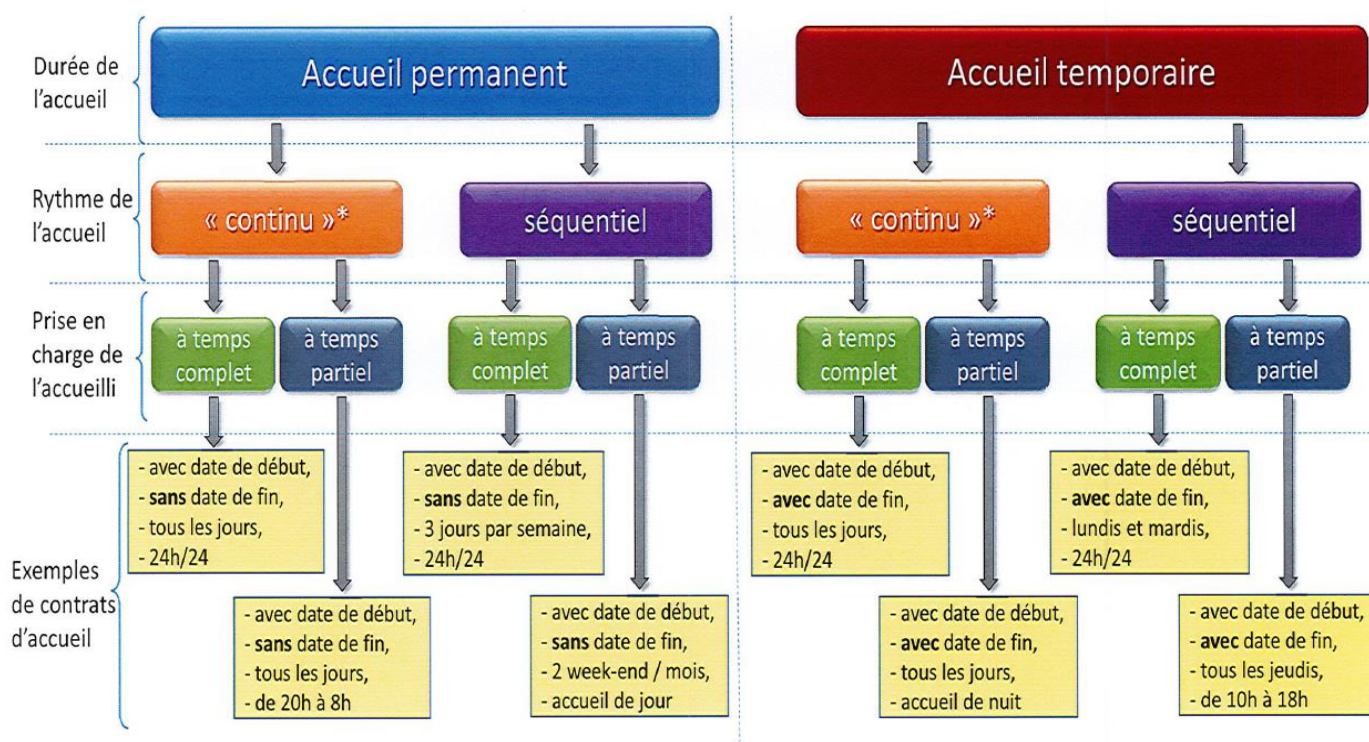 Durée de
l'accueil
Accueil permanent
Accueil temporaire
Rythme de
l'accueil
« continu »*
séquentiel
« continu »*
séquentiel
Prise en
charge de
l'accueilli
à temps
complet
à temps
partiel
à temps
complet
à temps
partiel
à temps
complet
à temps
partiel
à temps
complet
à temps
partiel
Exemples
de contrats
d'accueil
- avec date de début,
- sans date de fin,
- tous les jours,
- 24h/24
- avec date de début,
- sans date de fin,
- 3 jours par semaine,
- 24h/24
- avec date de début,
- avec date de fin,
- tous les jours,
- 24h/24
- avec date de début,
- avec date de fin,
- lundis et mardis,
- 24h/24
- avec date de début,
- sans date de fin,
- tous les jours,
- de 20h à 8h
- avec date de début,
- sans date de fin,
- 2 week-end / mois,
- accueil de jour
- avec date de début,
- avec date de fin,
- tous les jours,
- accueil de nuit
- avec date de début,
- avec date de fin,
- tous les jeudis,
- de 10h à 18h